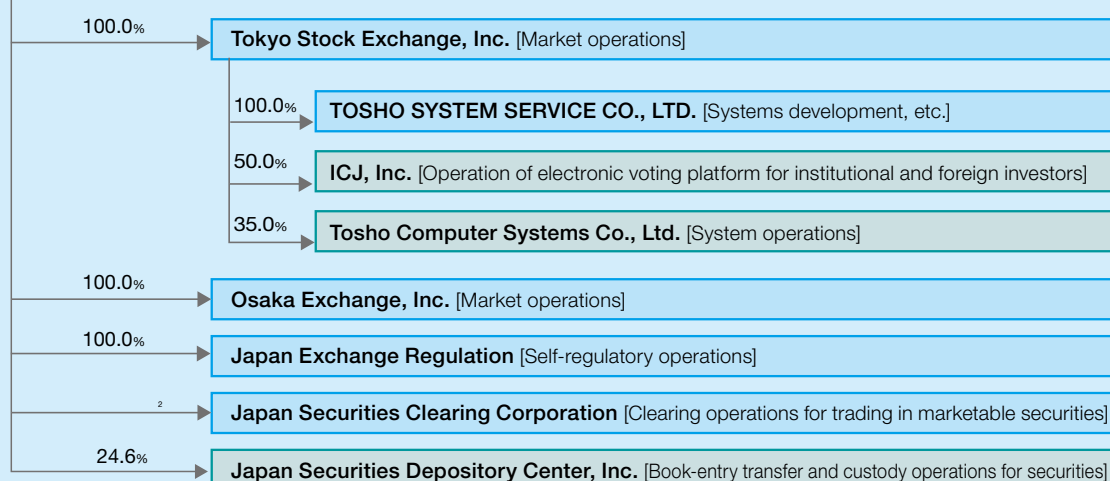 100.0%
Tokyo Stock Exchange, Inc. [Market operations]
100.0%
TOSHO SYSTEM SERVICE CO., LTD. [Systems development, etc.]
50.0%
ICJ, Inc. [Operation of electronic voting platform for institutional and foreign investors]
35.0%
Tosho Computer Systems Co., Ltd. [System operations]
100.0%
Osaka Exchange, Inc. [Market operations]
100.0%
Japan Exchange Regulation [Self-regulatory operations]
2
Japan Securities Clearing Corporation [Clearing operations for trading in marketable securities]
24.6%
Japan Securities Depository Center, Inc. [Book-entry transfer and custody operations for securities]